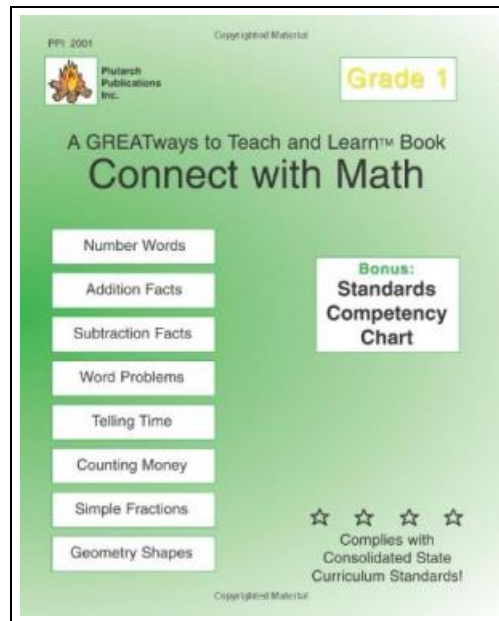 Copyrighted Material
PPI 2001
Plutarch
Publications
Inc.
Grade 1
A GREATways to Teach and Learn™ Book
Connect with Math
Number Words
Addition Facts
Subtraction Facts
Word Problems
Telling Time
Counting Money
Simple Fractions
Geometry Shapes
Bonus:
Standards
Competency
Chart
Complies with
Consolidated State
Curriculum Standards!
Copyrighted Material